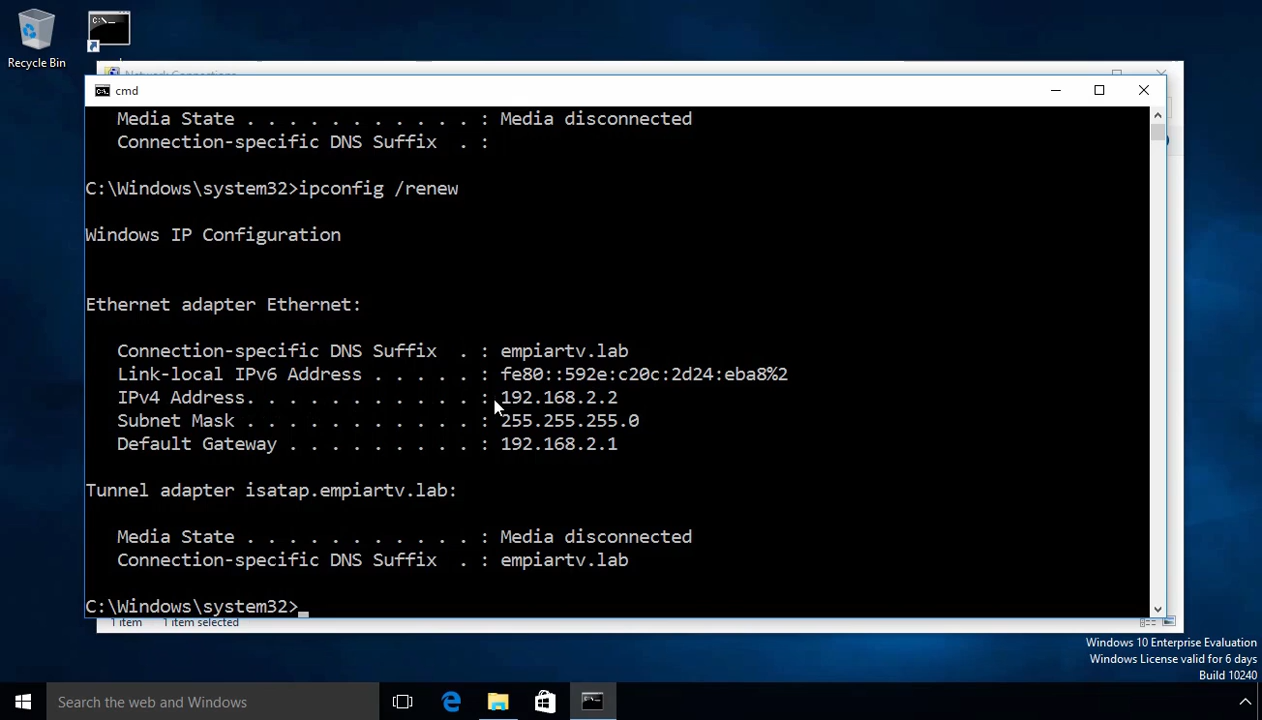 Recycle Bin
Network Connections
cmd
Media State . . . . . . . . . . . : Media disconnected
Connection-specific DNS Suffix  . :
C:\Windows\system32>ipconfig /renew
Windows IP Configuration
Ethernet adapter Ethernet:
Connection-specific DNS Suffix  . : empiartv.lab
Link-local IPv6 Address . . . . . : fe80::592e:c20c:2d24:eba8%2
IPv4 Address. . . . . . . . . . . : 192.168.2.2
Subnet Mask . . . . . . . . . . . : 255.255.255.0
Default Gateway . . . . . . . . . : 192.168.2.1
Tunnel adapter isatap.empiartv.lab:
Media State . . . . . . . . . . . : Media disconnected
Connection-specific DNS Suffix  . : empiartv.lab
C:\Windows\system32>
1 item 1 item selected
Windows 10 Enterprise Evaluation
Windows License valid for 6 days
Build 10240
Search the web and Windows